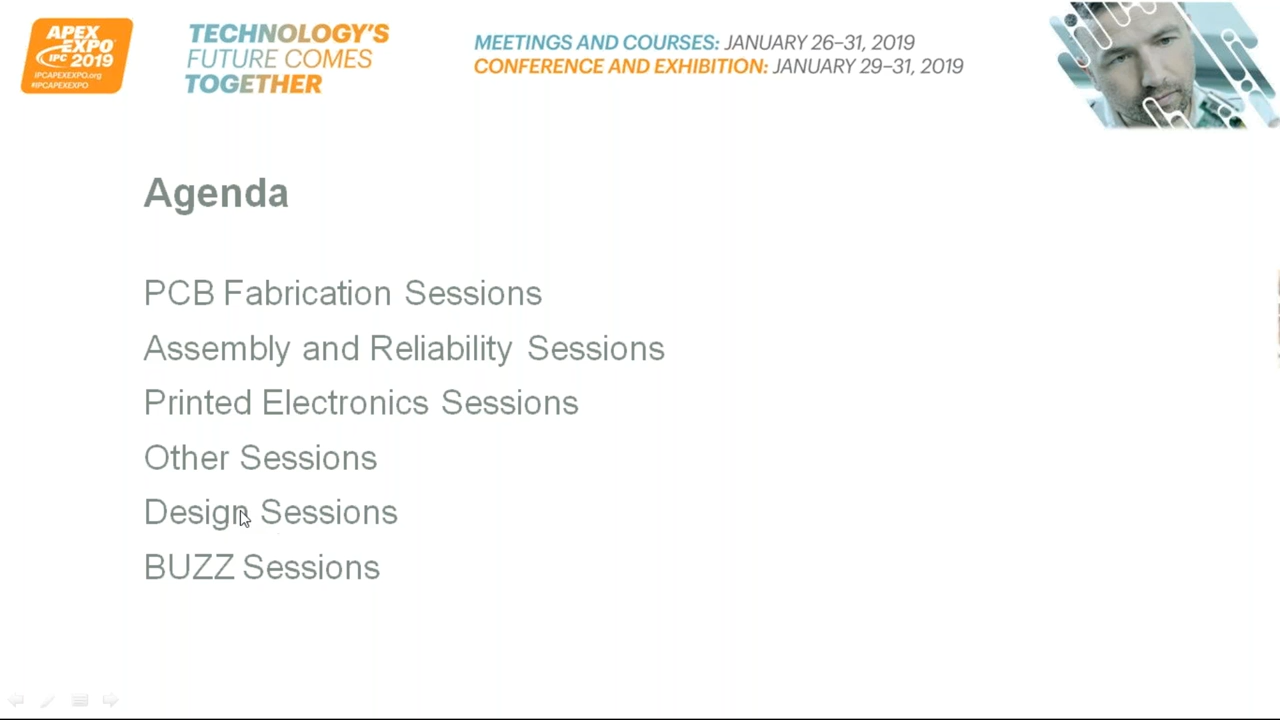 APEX
EXPO
IPC 2019
IPCAPEXEXPO.org
#IPCAPEXEXPO
TECHNOLOGY'S
FUTURE COMES
TOGETHER
MEETINGS AND COURSES: JANUARY 26–31, 2019
CONFERENCE AND EXHIBITION: JANUARY 29–31, 2019
Agenda
PCB Fabrication Sessions
Assembly and Reliability Sessions
Printed Electronics Sessions
Other Sessions
Design Sessions
BUZZ Sessions